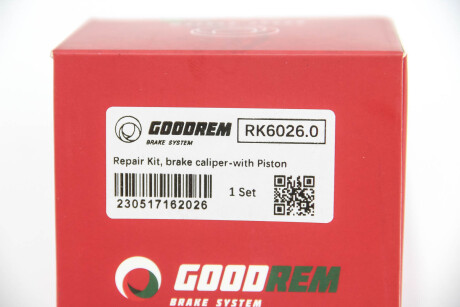 GOODREM RK6026.0
BRAKE SYSTEM
Repair Kit, brake caliper-with Piston
1 Set
230517162026
GOODREM
BRAKE SYSTEM